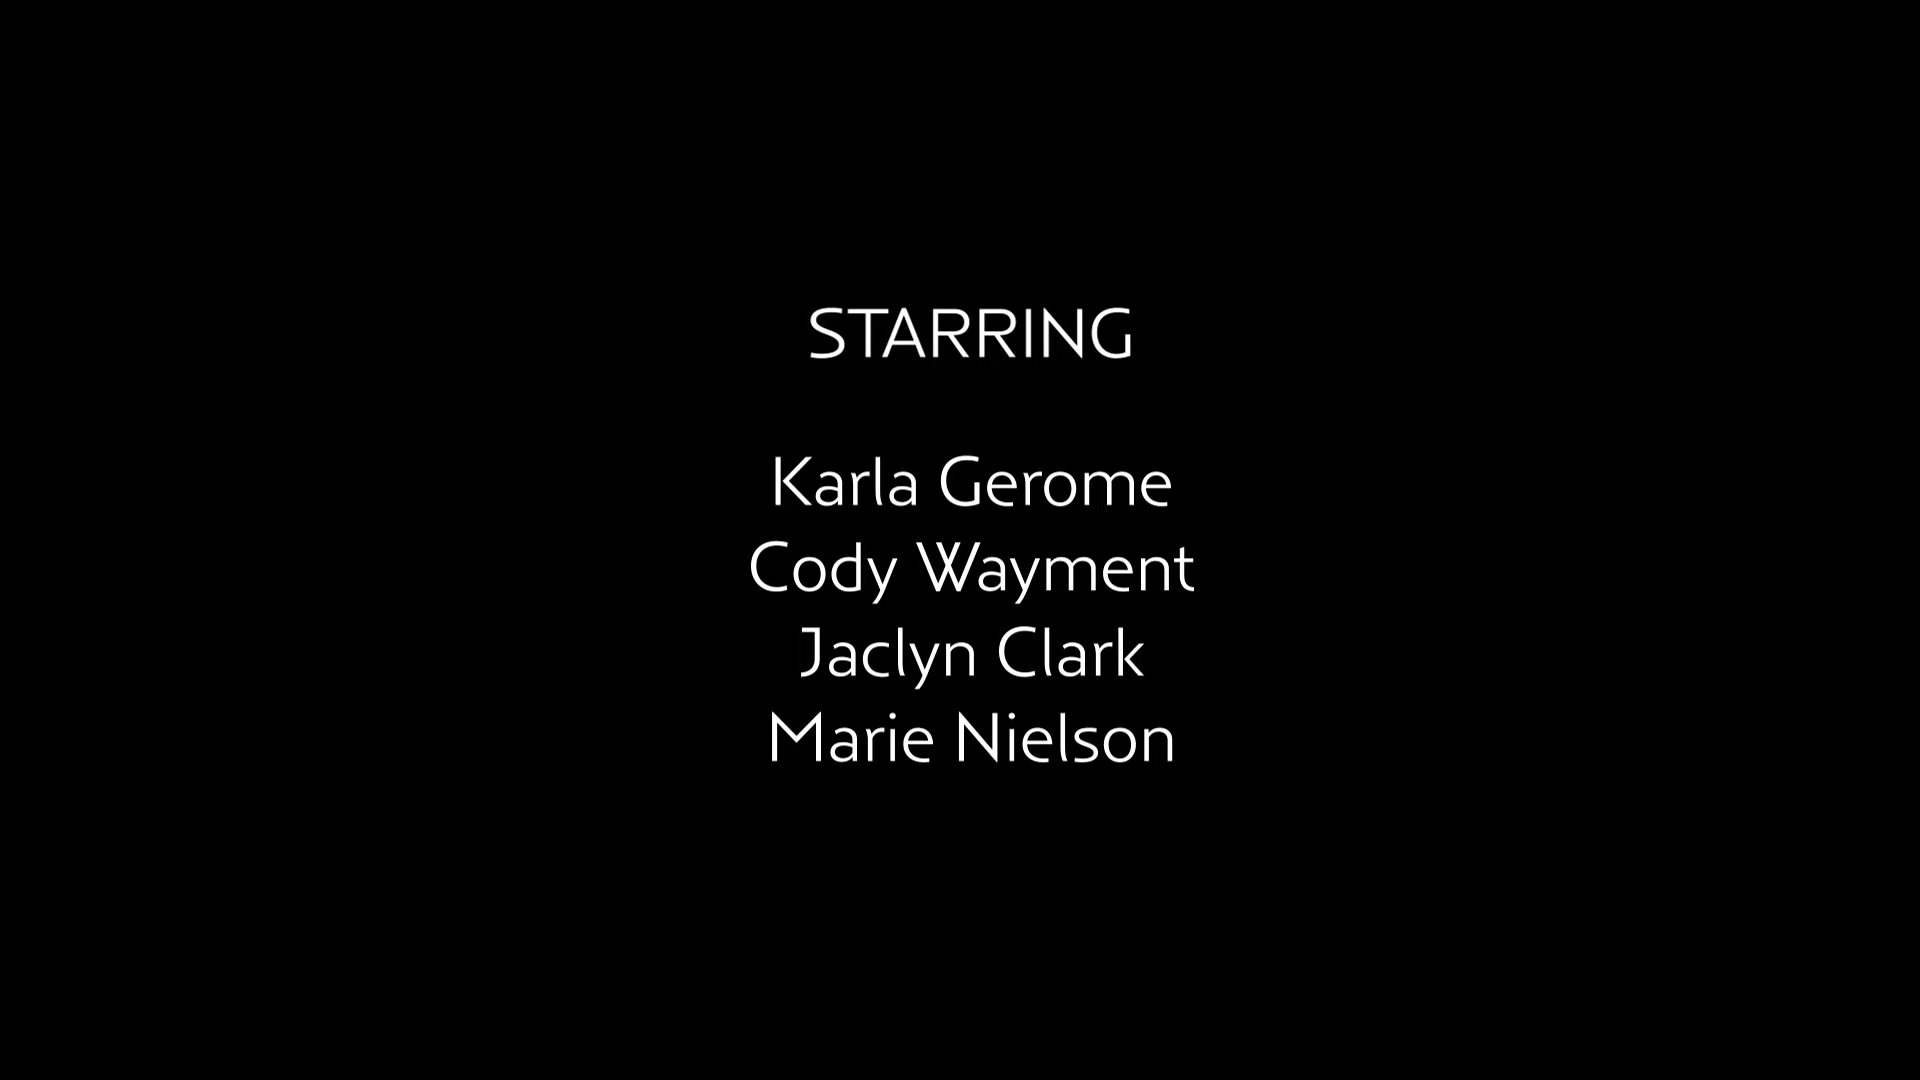 STARRING
Karla Gerome
Cody Wayment
Jaclyn Clark
Marie Nielson